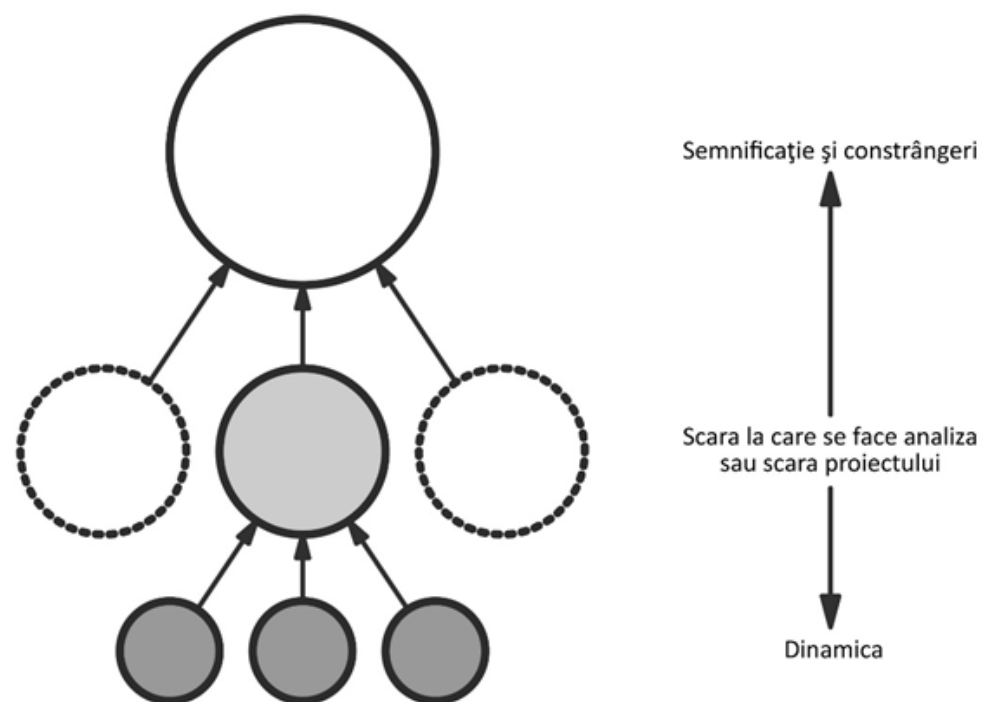 Semnificaţie şi constrângeri
Scara la care se face analiza
sau scara proiectului
Dinamica